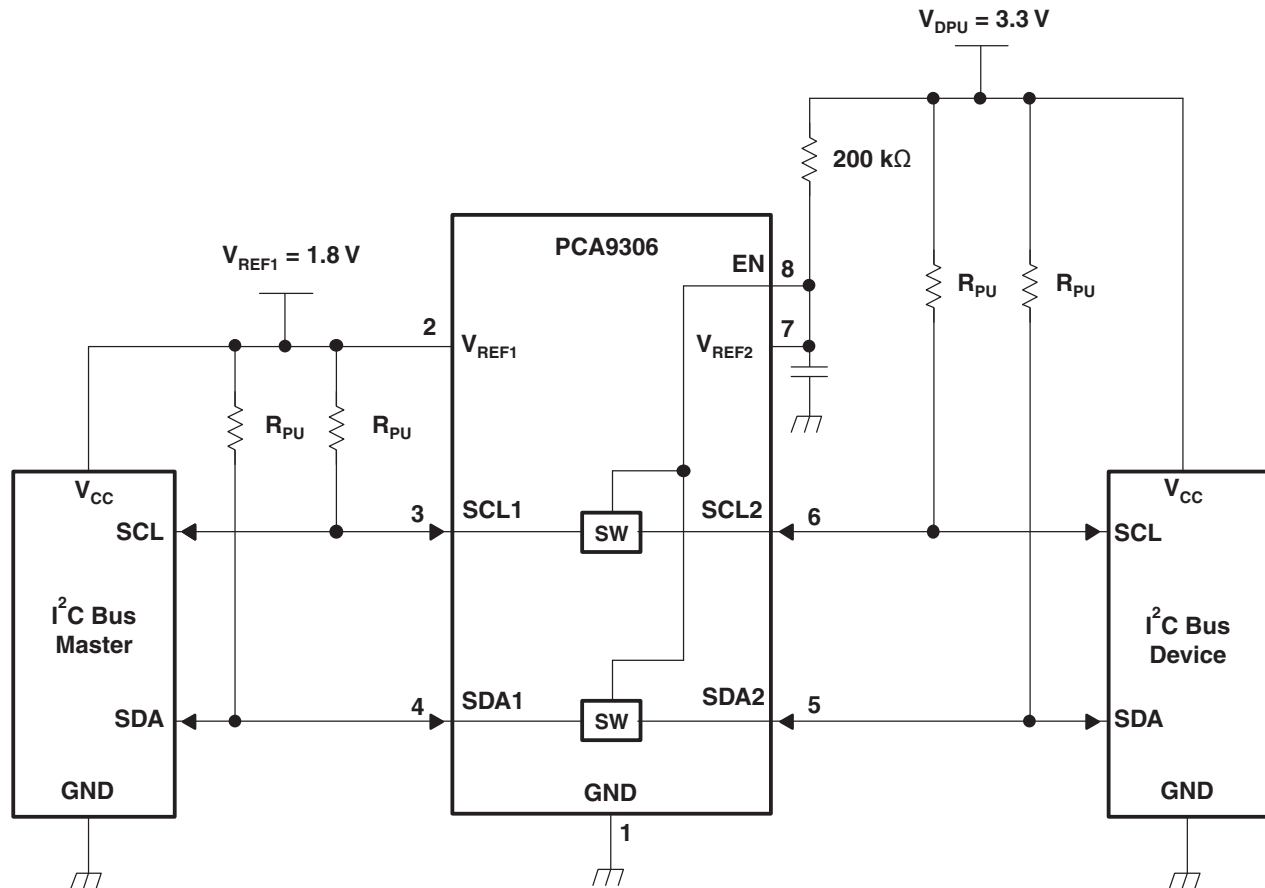 V_DPU = 3.3 V
200 kΩ
PCA9306
V_REF1 = 1.8 V
EN
8
R_PU
R_PU
2
7
V_REF1
V_REF2
R_PU
R_PU
V_CC
V_CC
SCL
3
SCL1
SW
SCL2
6
SCL
I²C Bus
Master
I²C Bus
Device
SDA
4
SDA1
SW
SDA2
5
SDA
GND
GND
GND
1